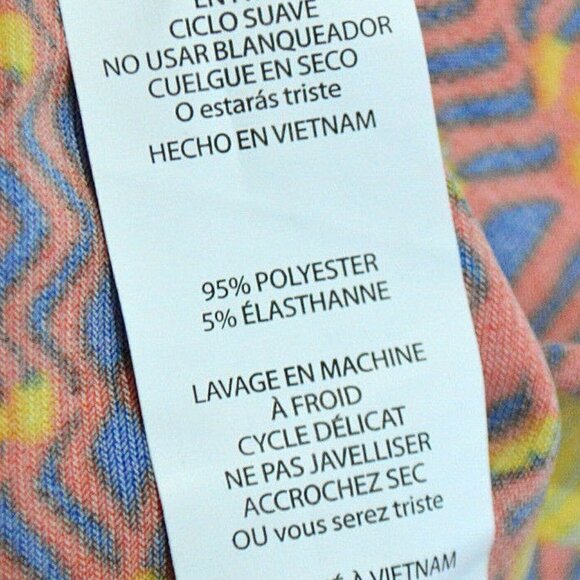 CICLO SUAVE
NO USAR BLANQUEADOR
CUELGUE EN SECO
O estarás triste
HECHO EN VIETNAM
95% POLYESTER
5% ÉLASTHANNE
LAVAGE EN MACHINE
À FROID
CYCLE DÉLICAT
NE PAS JAVELLISER
ACCROCHEZ SEC
OU vous serez triste
À VIETNAM